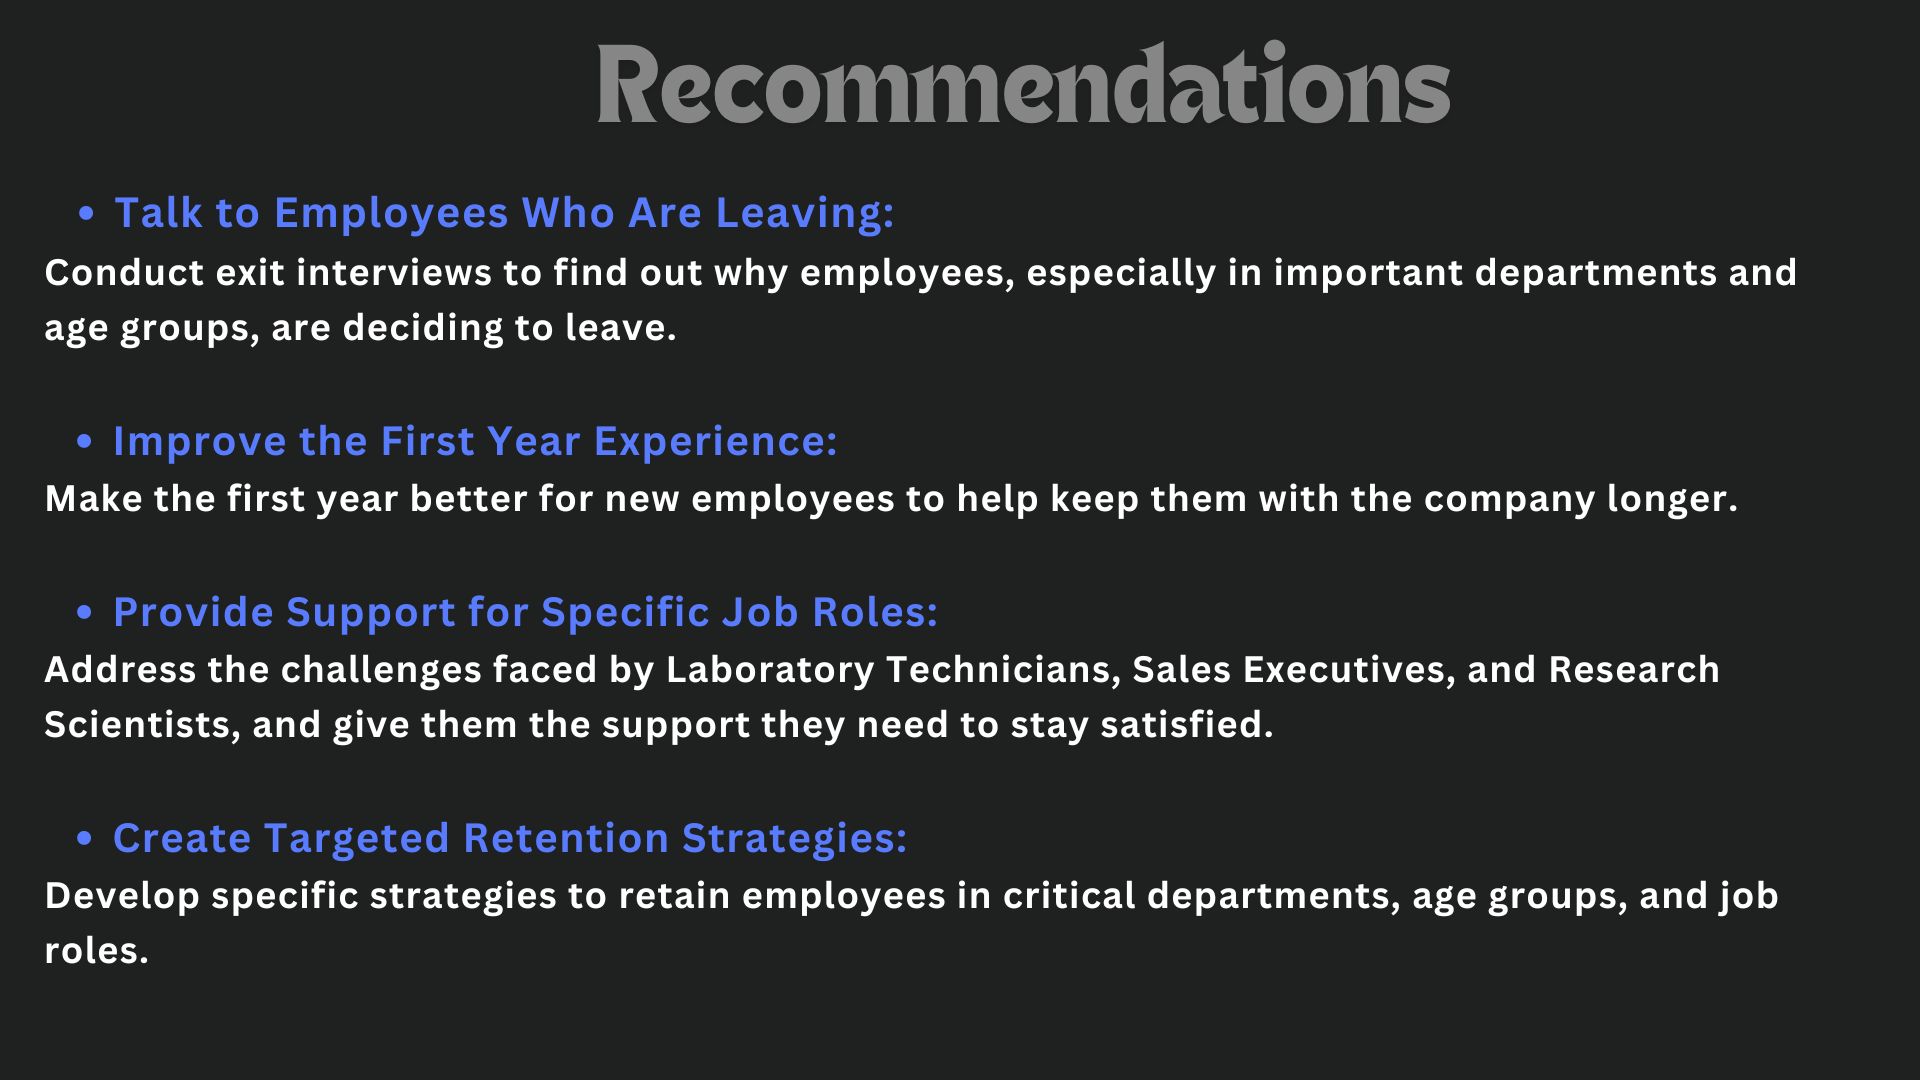 Recommendations
• Talk to Employees Who Are Leaving:
Conduct exit interviews to find out why employees, especially in important departments and
age groups, are deciding to leave.
• Improve the First Year Experience:
Make the first year better for new employees to help keep them with the company longer.
• Provide Support for Specific Job Roles:
Address the challenges faced by Laboratory Technicians, Sales Executives, and Research
Scientists, and give them the support they need to stay satisfied.
• Create Targeted Retention Strategies:
Develop specific strategies to retain employees in critical departments, age groups, and job
roles.